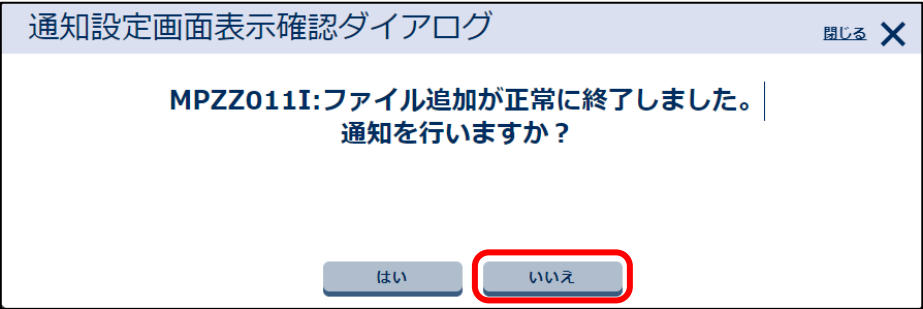 通知設定画面表示確認ダイアログ
閉じる
MPZZ011I:ファイル追加が正常に終了しました。
通知を行いますか？
はい
いいえ